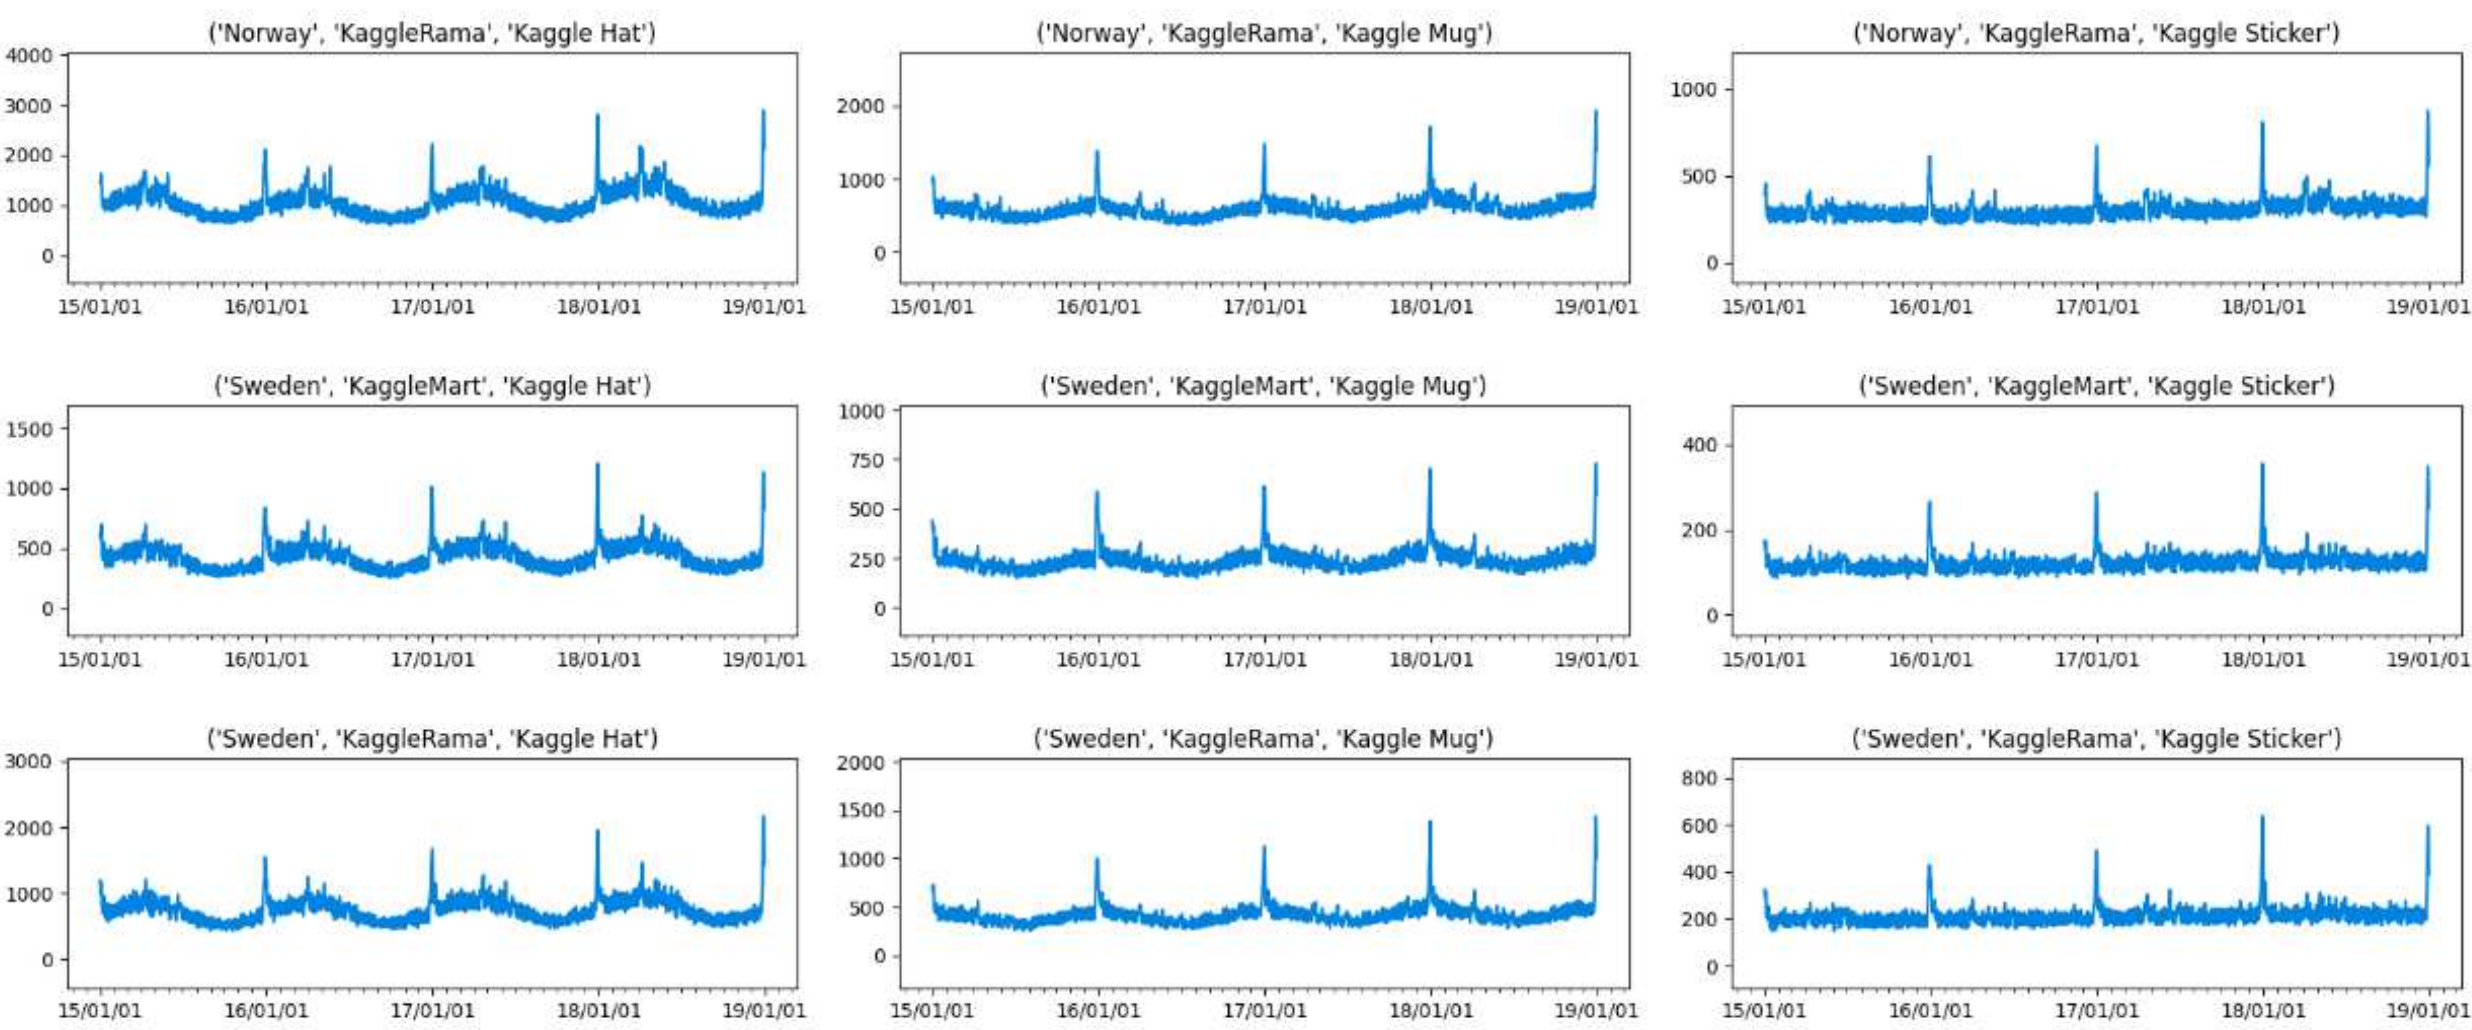 ('Norway', 'KaggleRama', 'Kaggle Hat')
4000
3000
2000
1000
0
15/01/01 16/01/01 17/01/01 18/01/01 19/01/01
('Norway', 'KaggleRama', 'Kaggle Mug')
2000
1000
0
15/01/01 16/01/01 17/01/01 18/01/01 19/01/01
('Norway', 'KaggleRama', 'Kaggle Sticker')
1000
500
0
15/01/01 16/01/01 17/01/01 18/01/01 19/01/01
('Sweden', 'KaggleMart', 'Kaggle Hat')
1500
1000
500
0
15/01/01 16/01/01 17/01/01 18/01/01 19/01/01
('Sweden', 'KaggleMart', 'Kaggle Mug')
1000
750
500
250
0
15/01/01 16/01/01 17/01/01 18/01/01 19/01/01
('Sweden', 'KaggleMart', 'Kaggle Sticker')
400
200
0
15/01/01 16/01/01 17/01/01 18/01/01 19/01/01
('Sweden', 'KaggleRama', 'Kaggle Hat')
3000
2000
1000
0
15/01/01 16/01/01 17/01/01 18/01/01 19/01/01
('Sweden', 'KaggleRama', 'Kaggle Mug')
2000
1500
1000
500
0
15/01/01 16/01/01 17/01/01 18/01/01 19/01/01
('Sweden', 'KaggleRama', 'Kaggle Sticker')
800
600
400
200
0
15/01/01 16/01/01 17/01/01 18/01/01 19/01/01